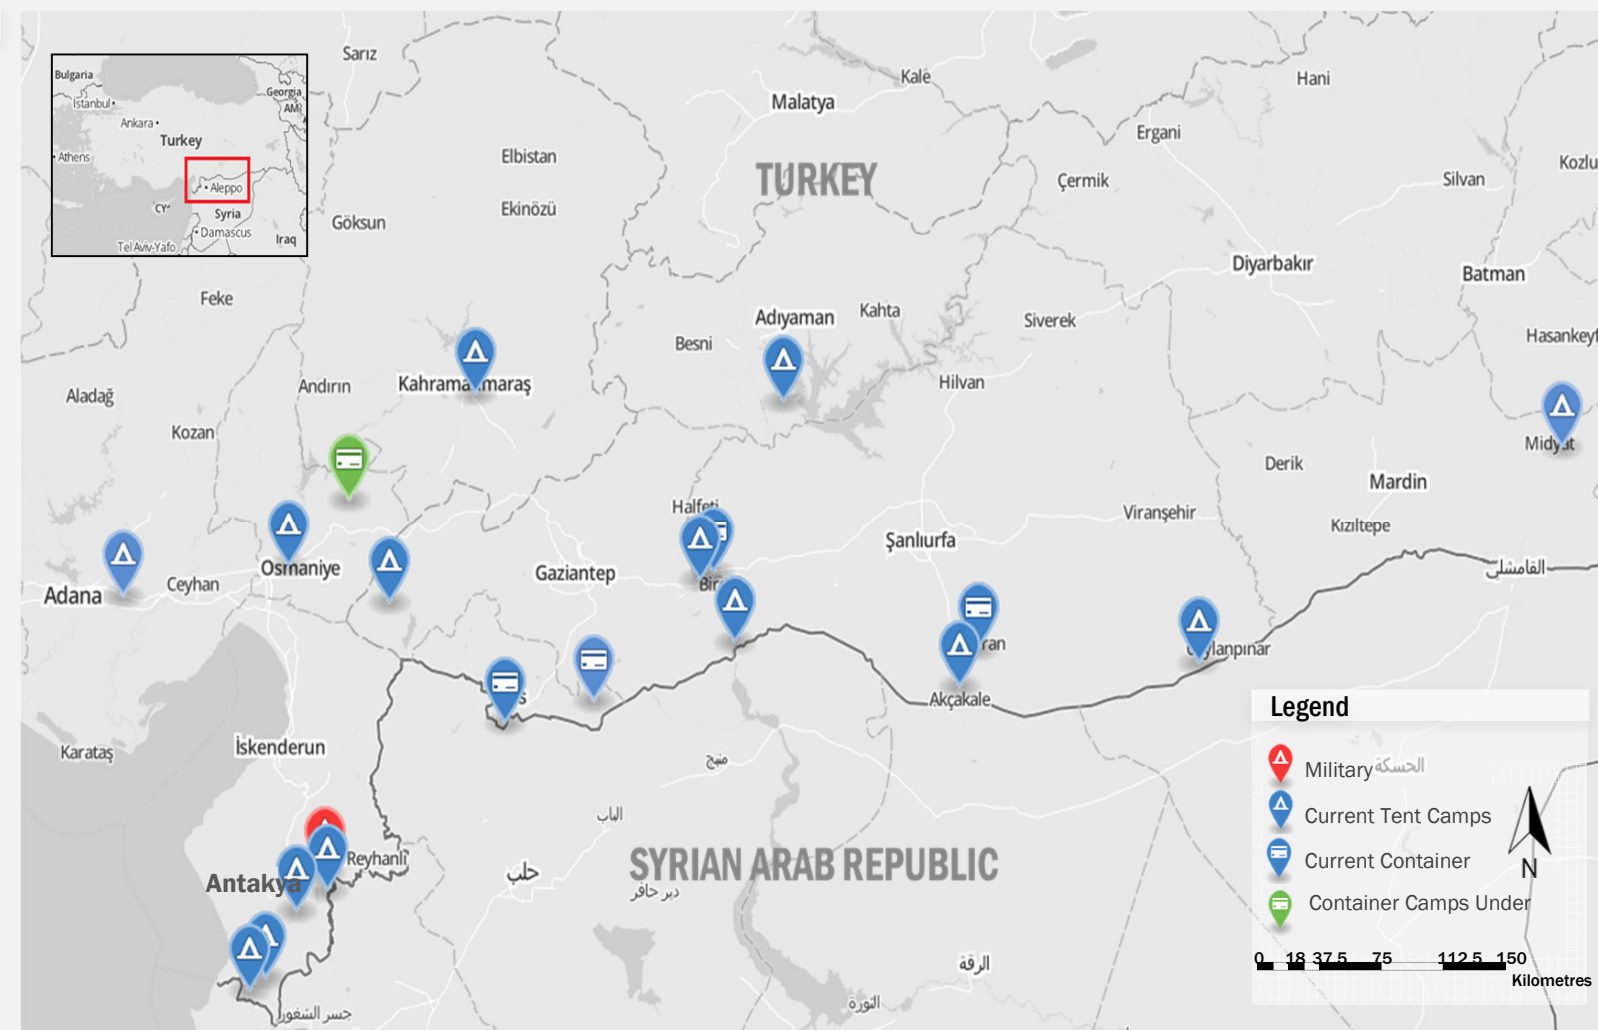 Bulgaria
Istanbul
Georgia
AM
Ankara
Turkey
Athens
Aleppo
CY
Syria
Damascus
Tel Aviv-Yafo
Iraq
Sarız
Kale
Hani
Malatya
Ergani
Elbistan
Kozlu
TURKEY
Çermik
Silvan
Ekinözü
Göksun
Diyarbakır
Batman
Feke
Adıyaman
Kahta
Siverek
Besni
Hasankeyf
Andırın
Hilvan
Aladağ
Kozan
Midyat
Derik
Mardin
Halfeti
Viranşehir
Kızıltepe
Şanlıurfa
Osmaniye
Gaziantep
القامشلي
Ceyhan
Adana
Akçakale
Karataş
İskenderun
منبج
الباب
Reyhanlı
Antakya
حلب
SYRIAN ARAB REPUBLIC
دير حافر
الرقة
الثورة
جسر الشغور
Legend
Military
الحسكة
Current Tent Camps
Current Container
Container Camps Under
N
0 18 37.5 75 112.5 150
Kilometres